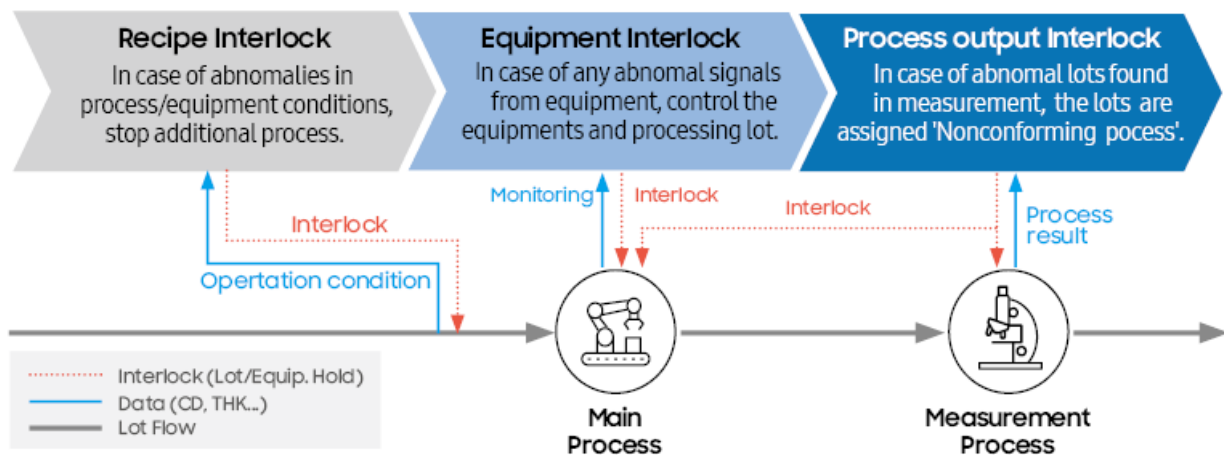 Recipe Interlock
In case of abnomalies in
process/equipment conditions,
stop additional process.
Equipment Interlock
In case of any abnomal signals
from equipment, control the
equipments and processing lot.
Process output Interlock
In case of abnomal lots found
in measurement, the lots are
assigned 'Nonconforming pocess'.
Interlock
Opertation condition
Monitoring
Interlock
Interlock
Process
result
Interlock (Lot/Equip. Hold)
Data (CD, THK...)
Lot Flow
Main
Process
Measurement
Process